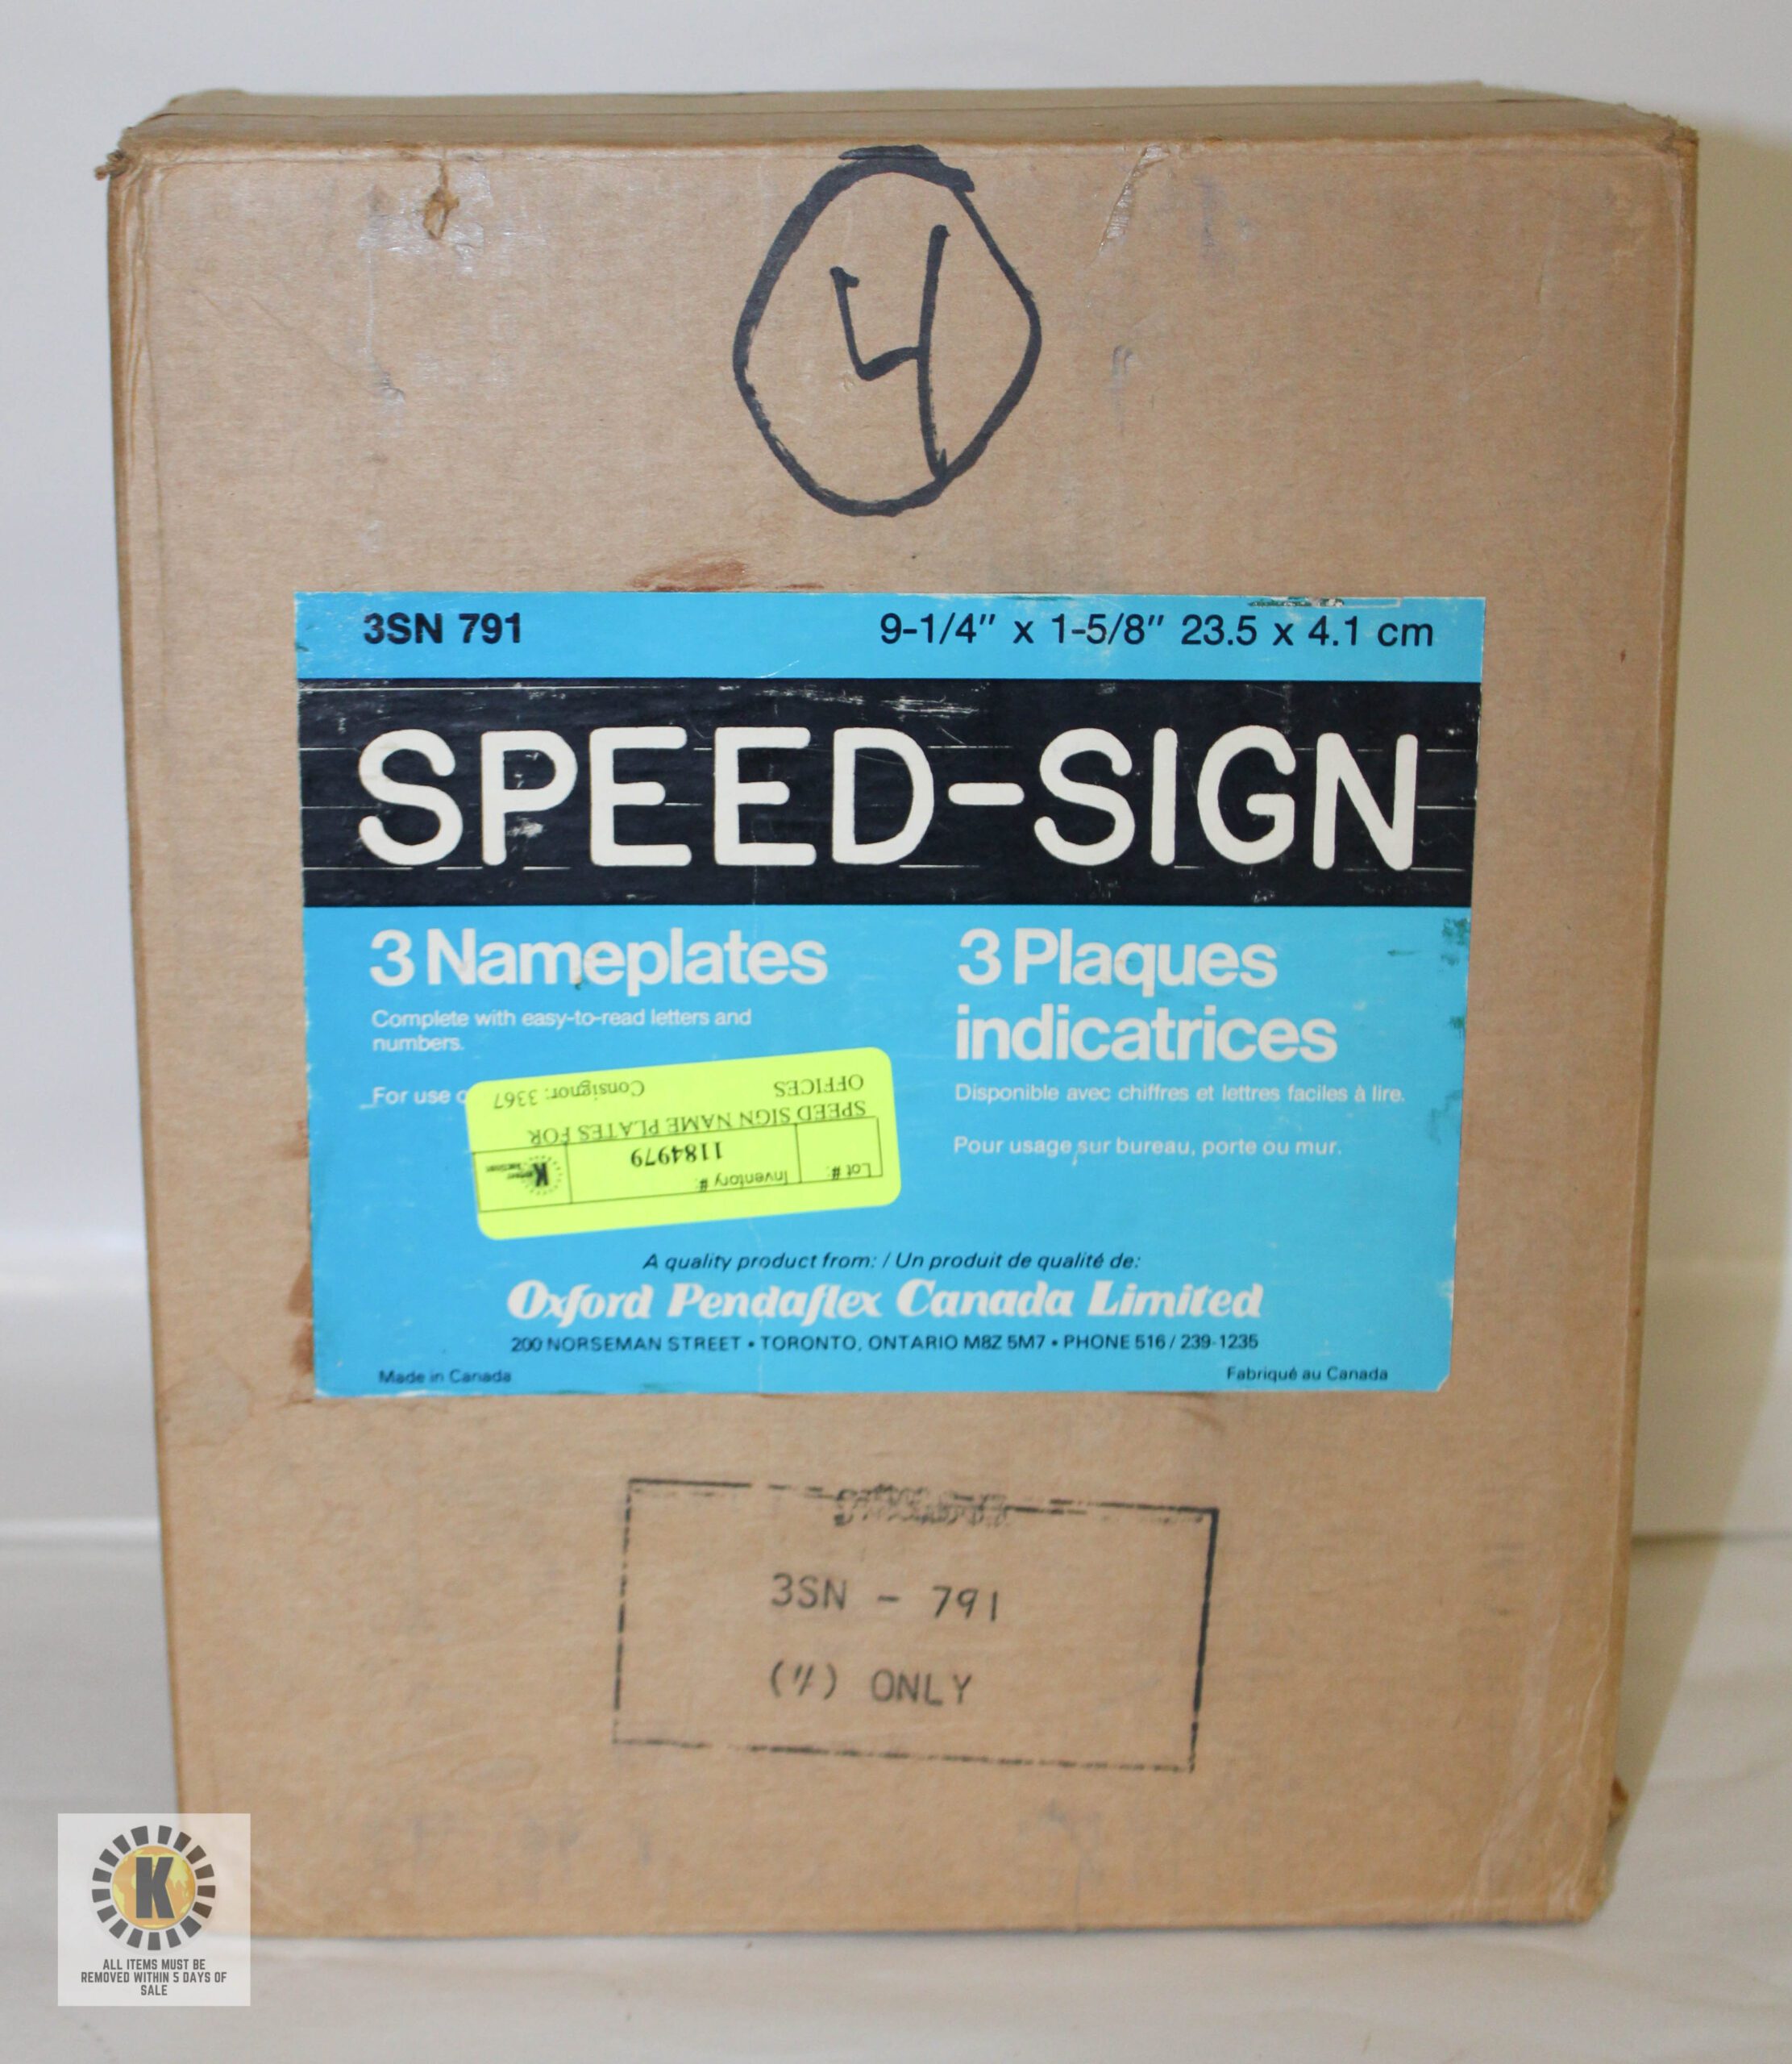 4
3SN 791
9-1/4" x 1-5/8" 23.5 x 4.1 cm
SPEED-SIGN
3 Nameplates
Complete with easy-to-read letters and
numbers.
For use
3 Plaques
indicatrices
Disponible avec chiffres et lettres faciles à lire.
Pour usage sur bureau, porte ou mur.
Lot #:
Inventory #:
1184979
K
SPEED SIGN NAME PLATES FOR
OFFICES
Consignor: 3367
A quality product from: / Un produit de qualité de:
Oxford Pendaflex Canada Limited
200 NORSEMAN STREET • TORONTO, ONTARIO M8Z 5M7 • PHONE 516 / 239-1235
Made in Canada
Fabriqué au Canada
3SN - 791
ONLY
K
ALL ITEMS MUST BE
REMOVED WITHIN 5 DAYS OF
SALE